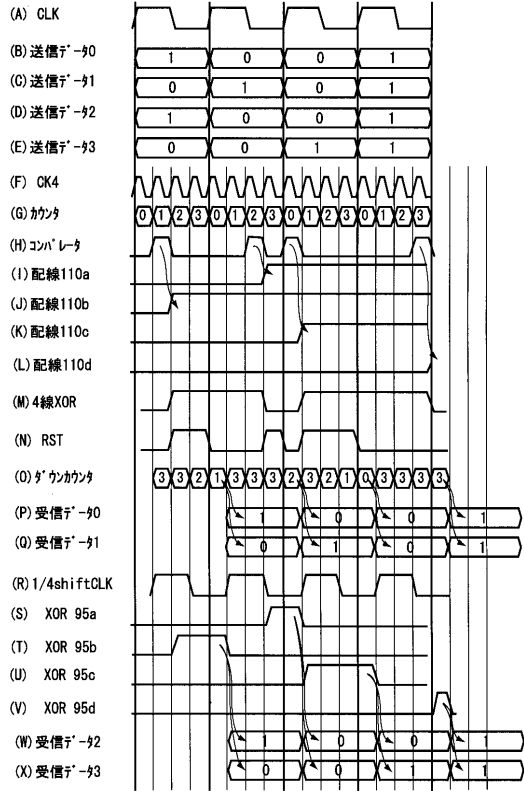 (A) CLK
(B)送信ﾃﾞｰﾀ0 1 0 0 1
(C)送信ﾃﾞｰﾀ1 0 1 0 1
(D)送信ﾃﾞｰﾀ2 1 0 0 1
(E)送信ﾃﾞｰﾀ3 0 0 1 1
(F) CK4
(G)ｶｳﾝﾀ 0 1 2 3 0 1 2 3 0 1 2 3 0 1 2 3
(H)ｺﾝﾊﾟﾚｰﾀ
(I)配線110a
(J)配線110b
(K)配線110c
(L)配線110d
(M)4線XOR
(N) RST
(O)ﾀﾞｳﾝｶｳﾝﾀ 3 3 2 1 3 3 3 2 3 2 1 0 3 3 3 3
(P)受信ﾃﾞｰﾀ0 1 0 0 1
(Q)受信ﾃﾞｰﾀ1 0 1 0 1
(R)1/4shiftCLK
(S) XOR 95a
(T) XOR 95b
(U) XOR 95c
(V) XOR 95d
(W)受信ﾃﾞｰﾀ2 1 0 0 1
(X)受信ﾃﾞｰﾀ3 0 0 1 1